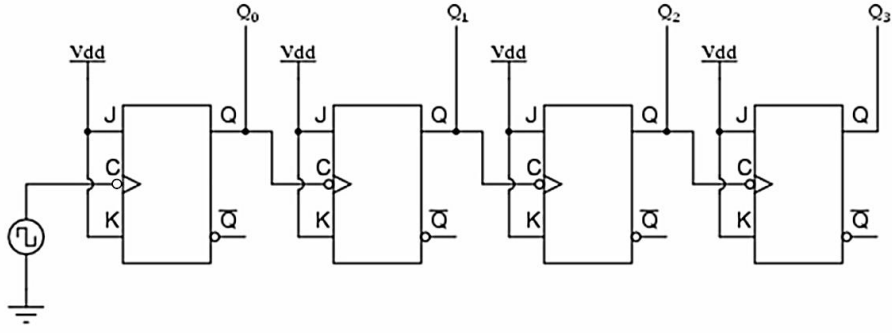 Q₀ Q₁ Q₂ Q₃
Vdd Vdd Vdd Vdd
J Q J Q J Q J Q
C C C C
K Q̅ K Q̅ K Q̅ K Q̅